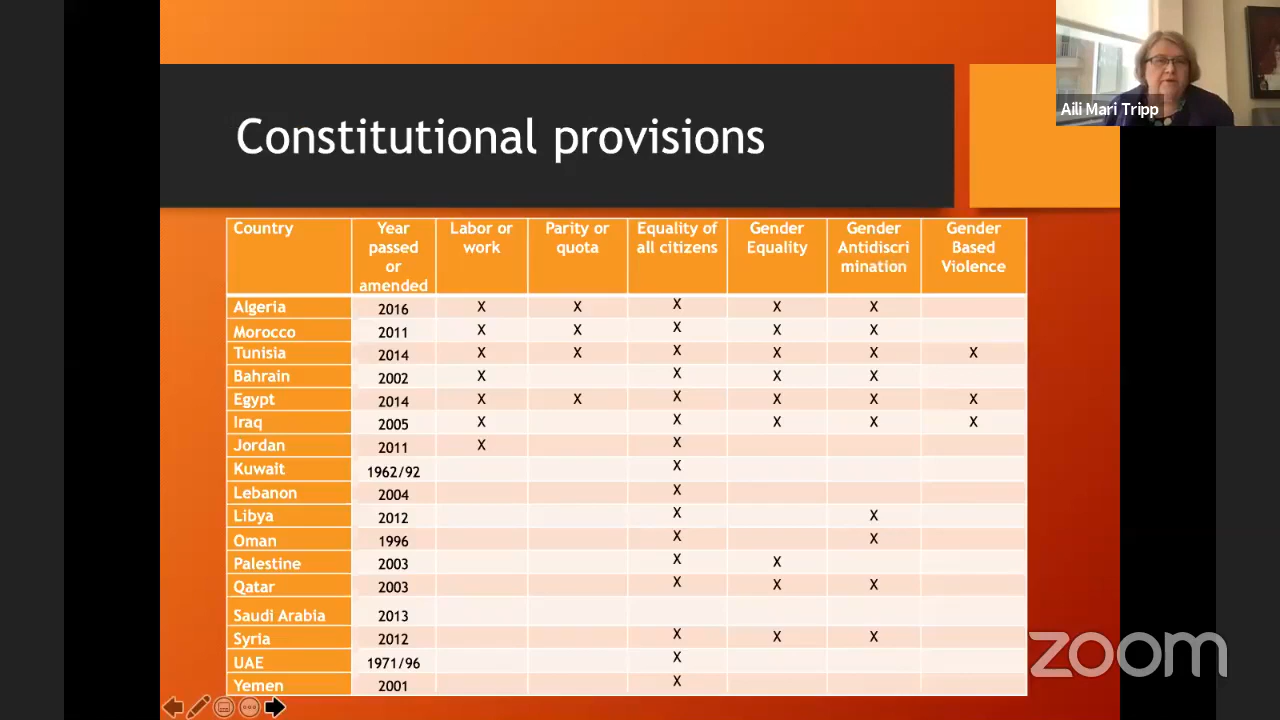 Aili Mari Tripp
Constitutional provisions
Country Year passed or amended Labor or work Parity or quota Equality of all citizens Gender Equality Gender Antidiscri mination Gender Based Violence
Algeria 2016 X X X X X
Morocco 2011 X X X X X
Tunisia 2014 X X X X X X
Bahrain 2002 X X X X
Egypt 2014 X X X X X X
Iraq 2005 X X X X X
Jordan 2011 X X
Kuwait 1962/92 X
Lebanon 2004 X
Libya 2012 X X
Oman 1996 X X
Palestine 2003 X X
Qatar 2003 X X X
Saudi Arabia 2013
Syria 2012 X X X
UAE 1971/96 X
Yemen 2001 X
zoom